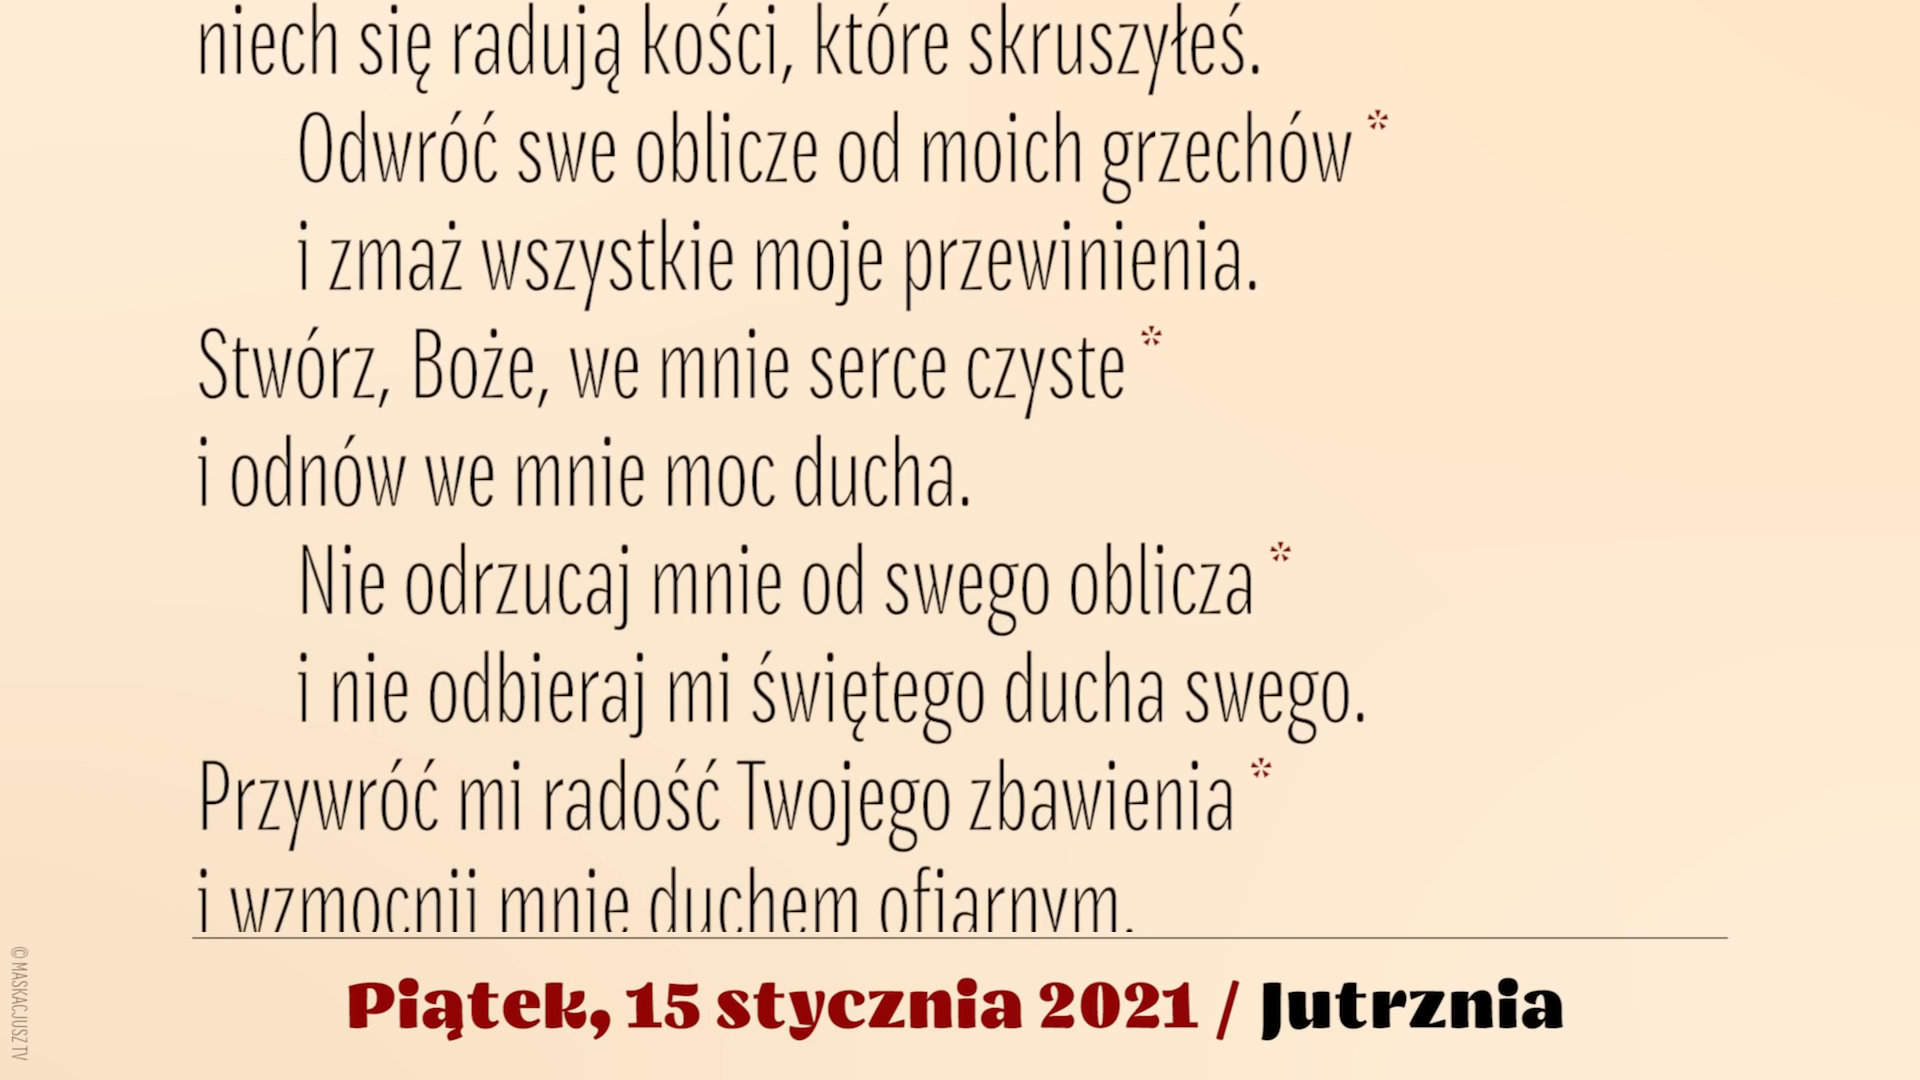 niech się radują kości, które skruszyłeś.
Odwróć swe oblicze od moich grzechów *
i zmaż wszystkie moje przewinienia.
Stwórz, Boże, we mnie serce czyste *
i odnów we mnie moc ducha.
Nie odrzucaj mnie od swego oblicza *
i nie odbieraj mi świętego ducha swego.
Przywróć mi radość Twojego zbawienia *
i wzmocnij mnie duchem ofiarnym.
Piątek, 15 stycznia 2021 / Jutrznia
© MASKACJUSZ TV